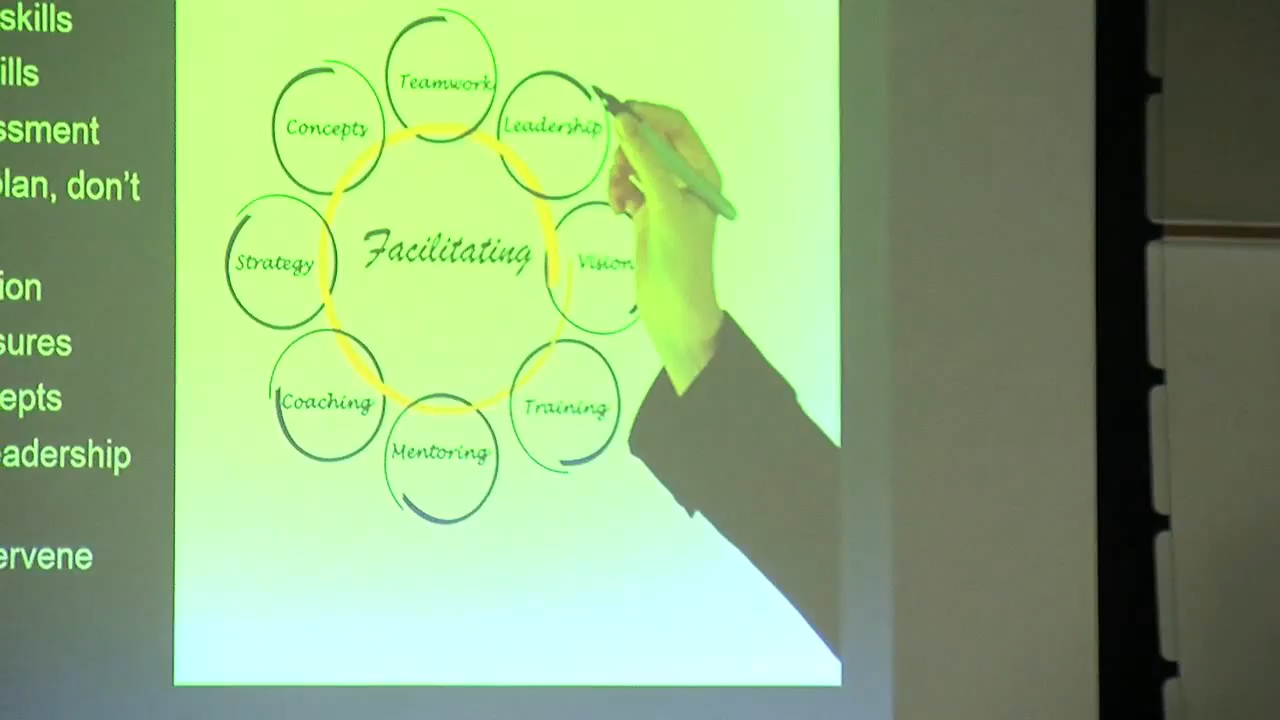 skills
ills
ssment
plan, don't
ion
sures
epts
eadership
ervene
Teamwork
Concepts
Leadership
Facilitating
Strategy
Vision
Coaching
Training
Mentoring